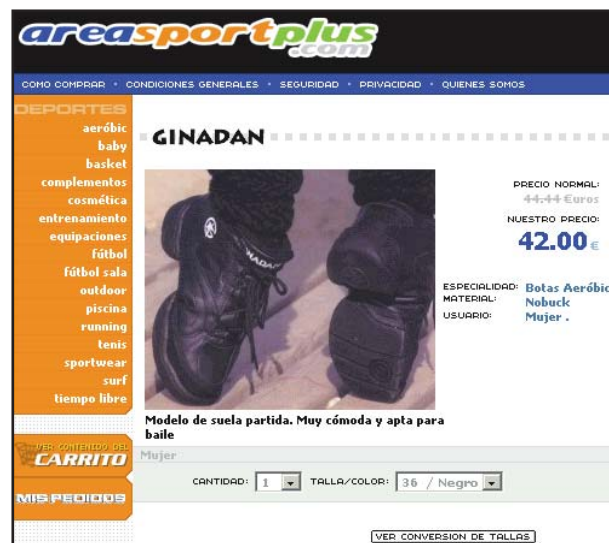 areasportplus
.com
COMO COMPRAR · CONDICIONES GENERALES · SEGURIDAD · PRIVACIDAD · QUIENES SOMOS
DEPORTES
aeróbic
baby
basket
complementos
cosmética
entrenamiento
equipaciones
fútbol
fútbol sala
outdoor
piscina
running
tenis
sportwear
surf
tiempo libre
VER CONTENIDO DEL
CARRITO
MIS PEDIDOS
GINADAN
PRECIO NORMAL:
44.44 €uros
NUESTRO PRECIO:
42.00 €
ESPECIALIDAD: Botas Aeróbic
MATERIAL: Nobuck
USUARIO: Mujer .
Modelo de suela partida. Muy cómoda y apta para
baile
Mujer
CANTIDAD: 1 TALLA/COLOR: 36 / Negro
VER CONVERSION DE TALLAS